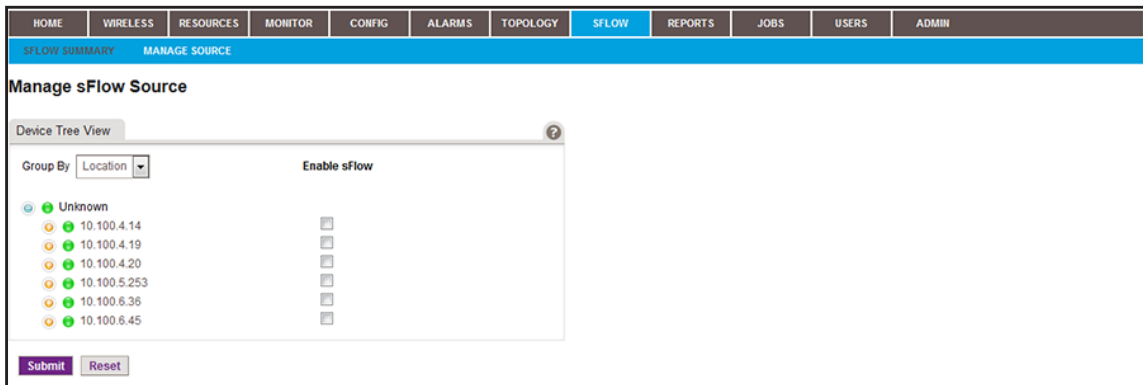 HOME WIRELESS RESOURCES MONITOR CONFIG ALARMS TOPOLOGY SFLOW REPORTS JOBS USERS ADMIN
SFLOW SUMMARY MANAGE SOURCE
Manage sFlow Source
Device Tree View ?
Group By Location Enable sFlow
Unknown
10.100.4.14
10.100.4.19
10.100.4.20
10.100.5.253
10.100.6.36
10.100.6.45
Submit Reset